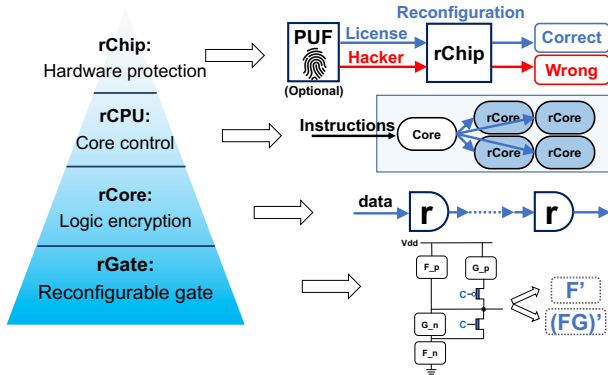 rChip:
Hardware protection
rCPU:
Core control
rCore:
Logic encryption
rGate:
Reconfigurable gate
Reconfiguration
PUF
(Optional)
License
Hacker
rChip
Correct
Wrong
Instructions
Core
rCore
rCore
rCore
rCore
data
r
r
Vdd
F_p
G_p
C
G_n
C
F_n
F'
(FG)'